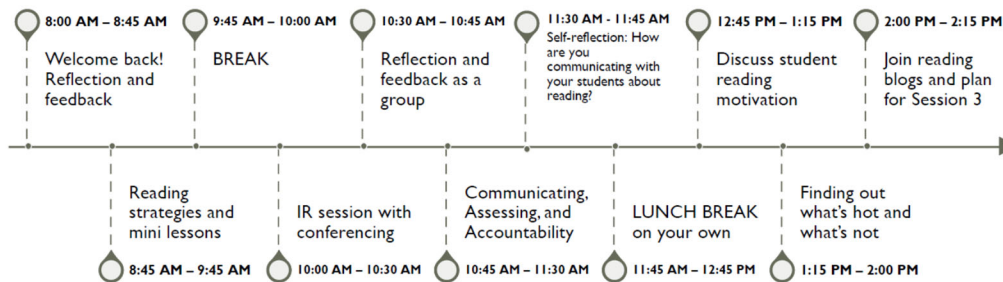 8:00 AM – 8:45 AM
Welcome back!
Reflection and
feedback
8:45 AM – 9:45 AM
Reading
strategies and
mini lessons
9:45 AM – 10:00 AM
BREAK
10:00 AM – 10:30 AM
IR session with
conferencing
10:30 AM – 10:45 AM
Reflection and
feedback as a
group
10:45 AM – 11:30 AM
Communicating,
Assessing, and
Accountability
11:30 AM - 11:45 AM
Self-reflection: How
are you
communicating with
your students about
reading?
11:45 AM – 12:45 PM
LUNCH BREAK
on your own
12:45 PM – 1:15 PM
Discuss student
reading
motivation
1:15 PM – 2:00 PM
Finding out
what's hot and
what's not
2:00 PM – 2:15 PM
Join reading
blogs and plan
for Session 3